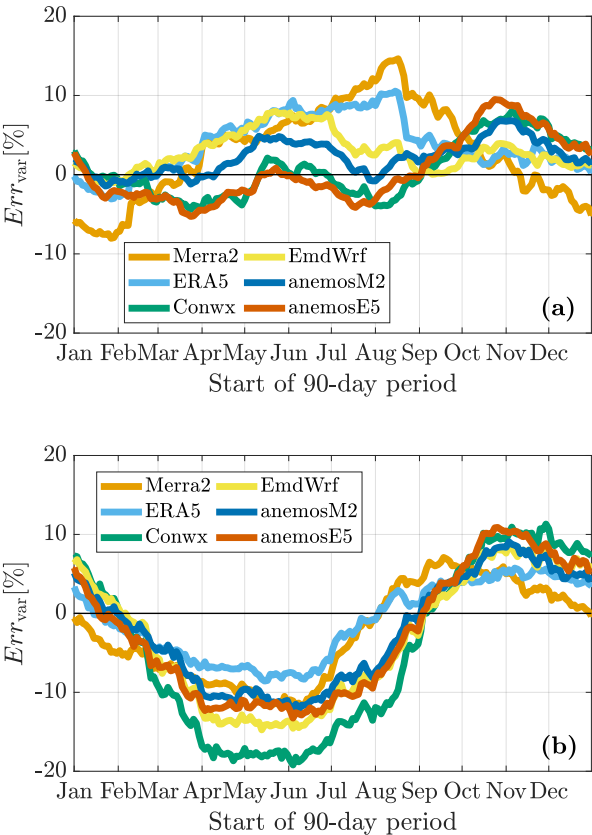 20
10
0
-10
-20
Err_var [%]
Merra2 EmdWrf
ERA5 anemosM2
Conwx anemosE5
(a)
Jan Feb Mar Apr May Jun Jul Aug Sep Oct Nov Dec
Start of 90-day period
20
10
0
-10
-20
Err_var [%]
Merra2 EmdWrf
ERA5 anemosM2
Conwx anemosE5
(b)
Jan Feb Mar Apr May Jun Jul Aug Sep Oct Nov Dec
Start of 90-day period